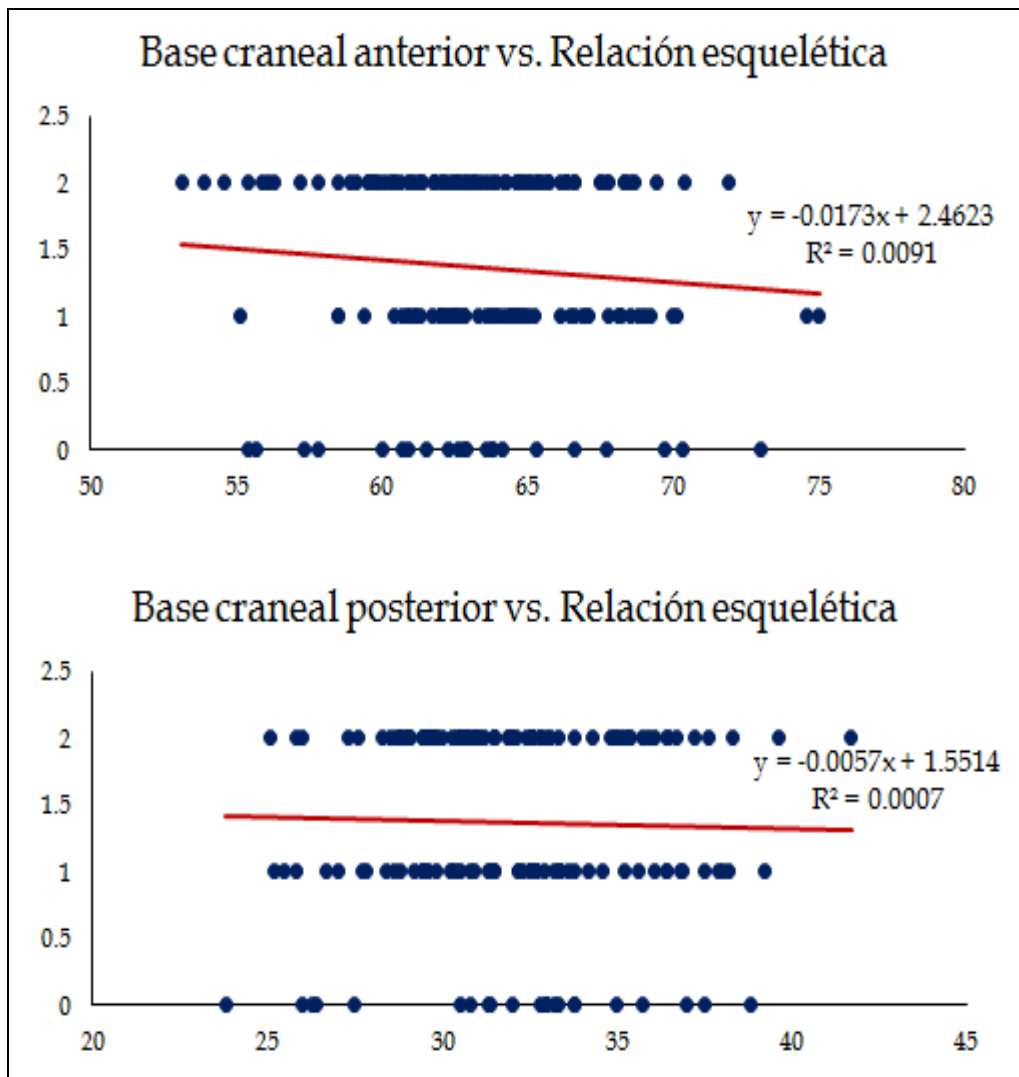 Base craneal anterior vs. Relación esquelética
2.5
2
y = -0.0173x + 2.4623
R² = 0.0091
1.5
1
0.5
0
50 55 60 65 70 75 80
Base craneal posterior vs. Relación esquelética
2.5
2
y = -0.0057x + 1.5514
R² = 0.0007
1.5
1
0.5
0
20 25 30 35 40 45